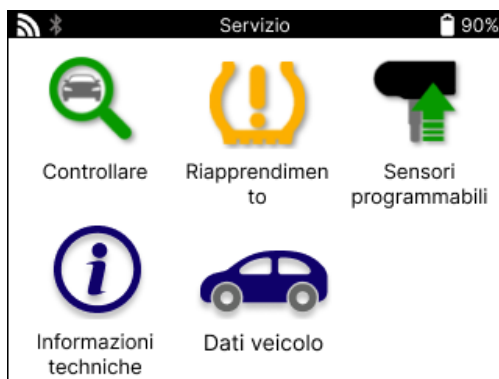 Servizio 90%
Controllare Riapprendimen Sensori
to programmabili
Informazioni Dati veicolo
techniche